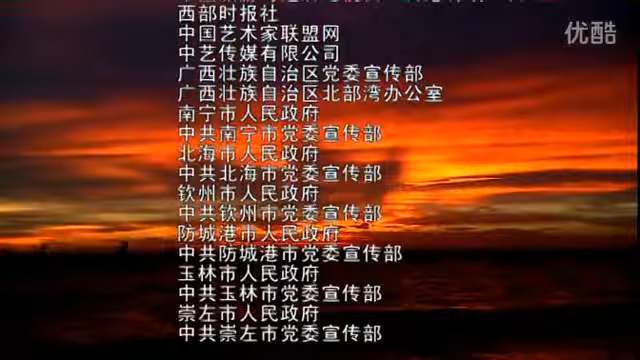 西部时报社
优酷
中国艺术家联盟网
中艺传媒有限公司
广西壮族自治区党委宣传部
广西壮族自治区北部湾办公室
南宁市人民政府
中共南宁市党委宣传部
北海市人民政府
中共北海市党委宣传部
钦州市人民政府
中共钦州市党委宣传部
防城港市人民政府
中共防城港市党委宣传部
玉林市人民政府
中共玉林市党委宣传部
崇左市人民政府
中共崇左市党委宣传部